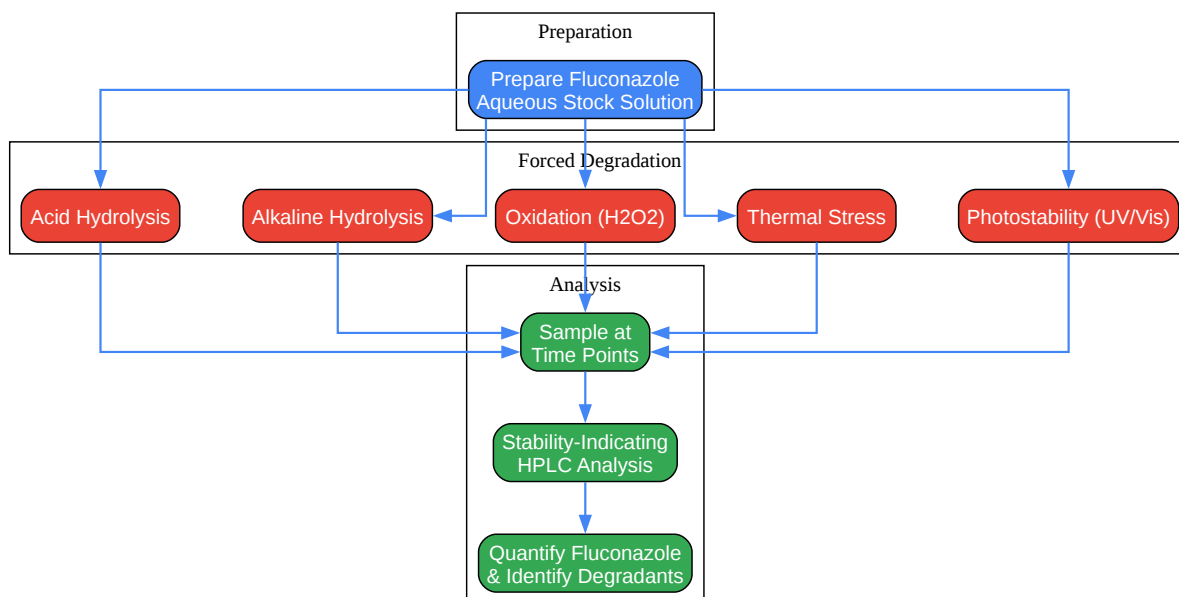 Preparation
Prepare Fluconazole
Aqueous Stock Solution
Forced Degradation
Acid Hydrolysis
Alkaline Hydrolysis
Oxidation (H2O2)
Thermal Stress
Photostability (UV/Vis)
Analysis
Sample at
Time Points
Stability-Indicating
HPLC Analysis
Quantify Fluconazole
& Identify Degradants